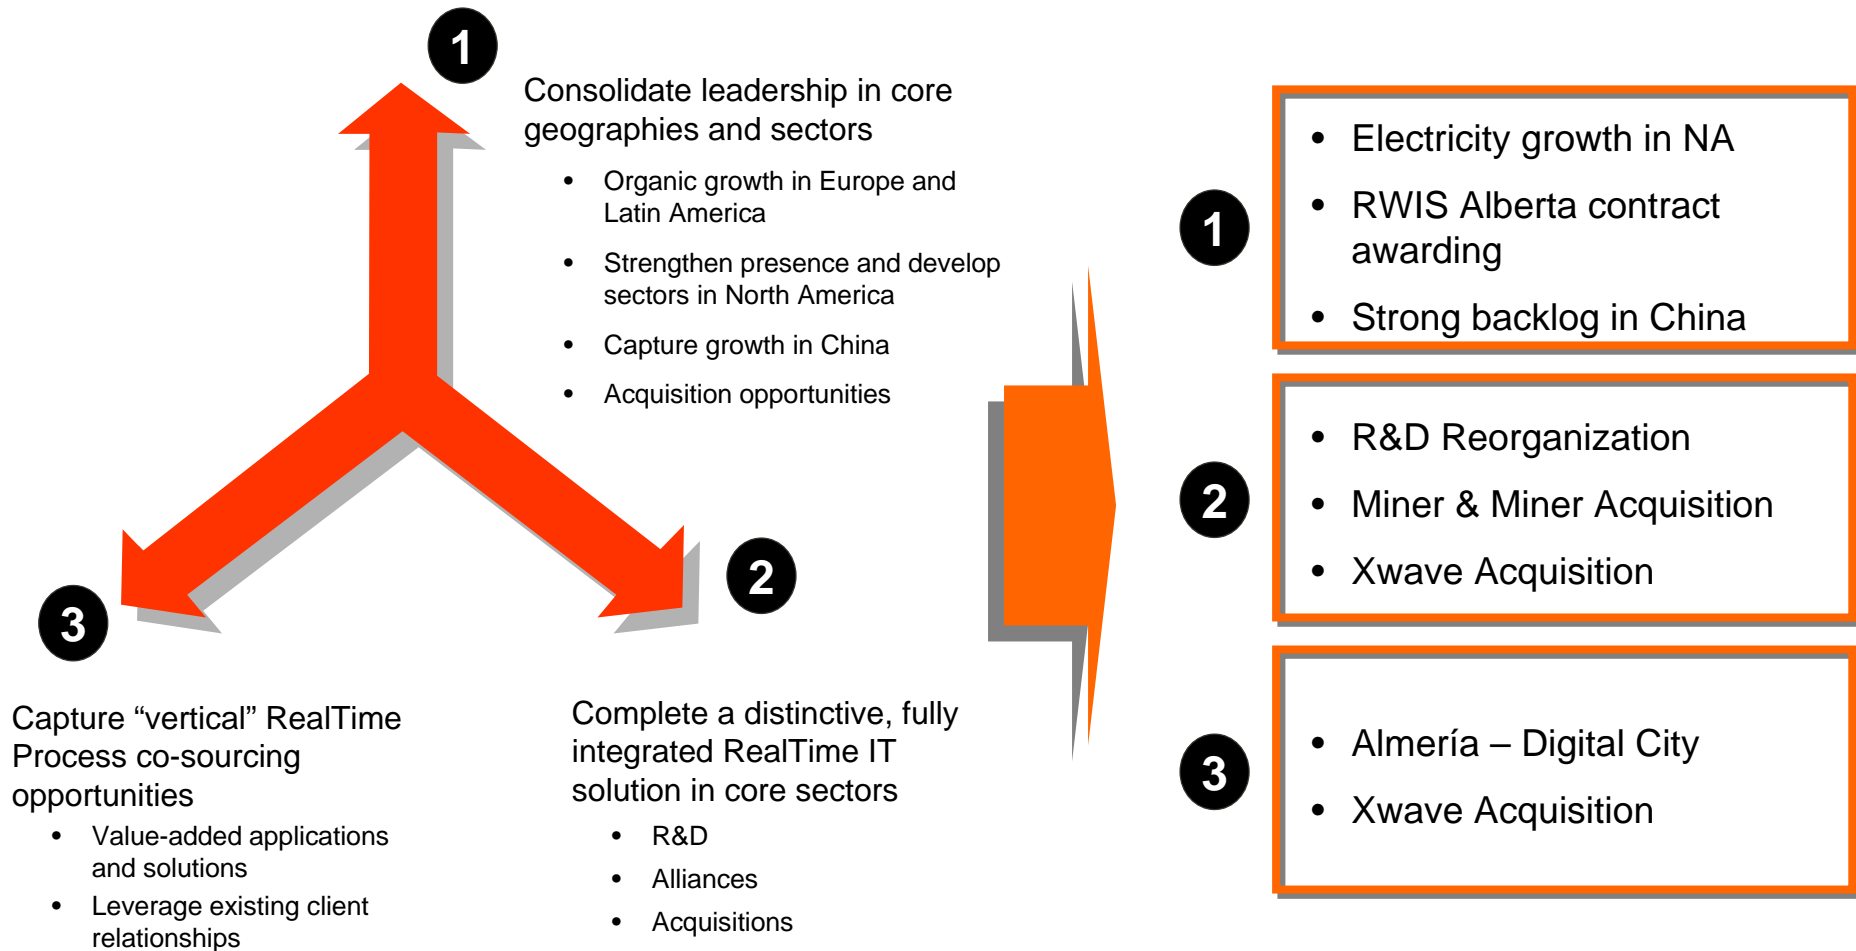 1
Consolidate leadership in core
geographies and sectors
• Organic growth in Europe and
Latin America
• Strengthen presence and develop
sectors in North America
• Capture growth in China
• Acquisition opportunities
2
Complete a distinctive, fully
integrated RealTime IT
solution in core sectors
• R&D
• Alliances
• Acquisitions
3
Capture “vertical” RealTime
Process co-sourcing
opportunities
• Value-added applications
and solutions
• Leverage existing client
relationships
1
• Electricity growth in NA
• RWIS Alberta contract
awarding
• Strong backlog in China
2
• R&D Reorganization
• Miner & Miner Acquisition
• Xwave Acquisition
3
• Almería – Digital City
• Xwave Acquisition